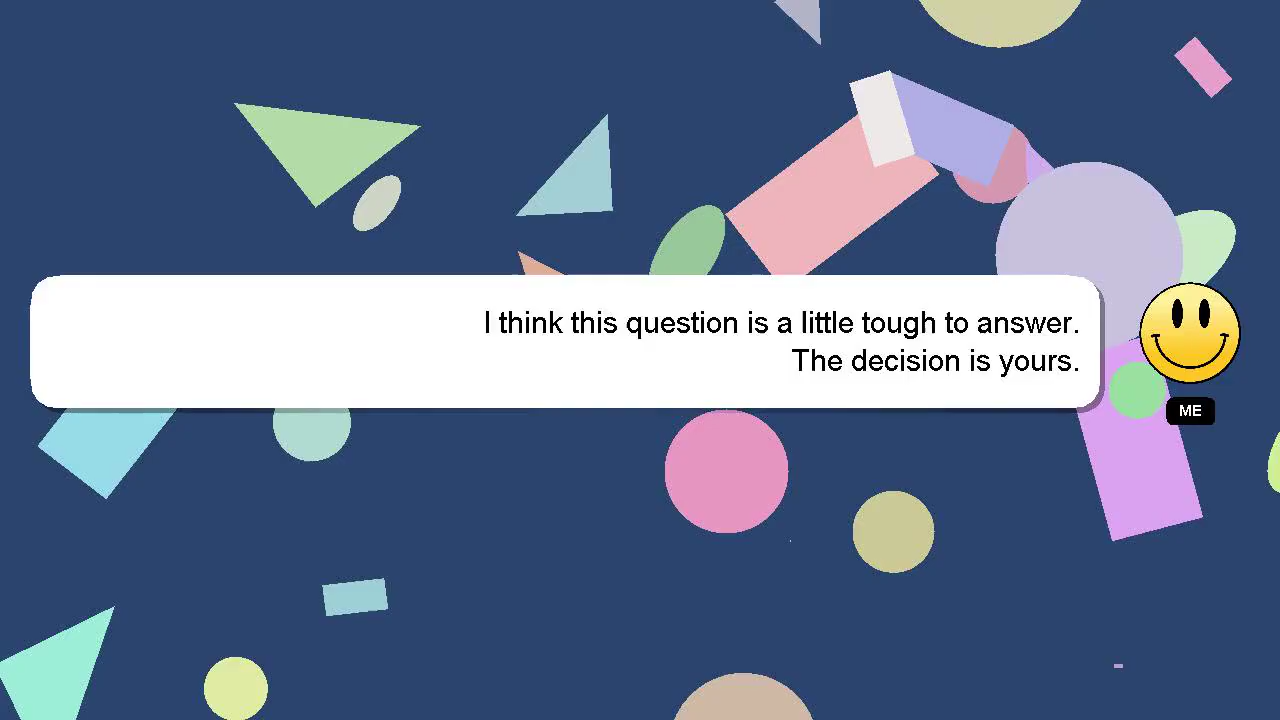 I think this question is a little tough to answer.
The decision is yours.
ME